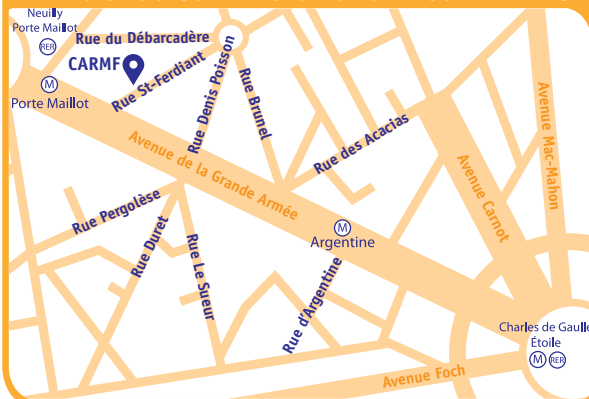 Neuilly
Porte Maillot
RER
Rue du Débarcadère
CARMF
M
Porte Maillot
Rue St-Ferdiant
Rue Denis Poisson
Rue Brunel
Rue des Acacias
Avenue Mac-Mahon
Avenue Carnot
Avenue de la Grande Armée
Rue Pergolèse
Rue Duret
Rue Le Sueur
M
Argentine
Rue d'Argentine
Charles de Gaulle
Étoile
M RER
Avenue Foch